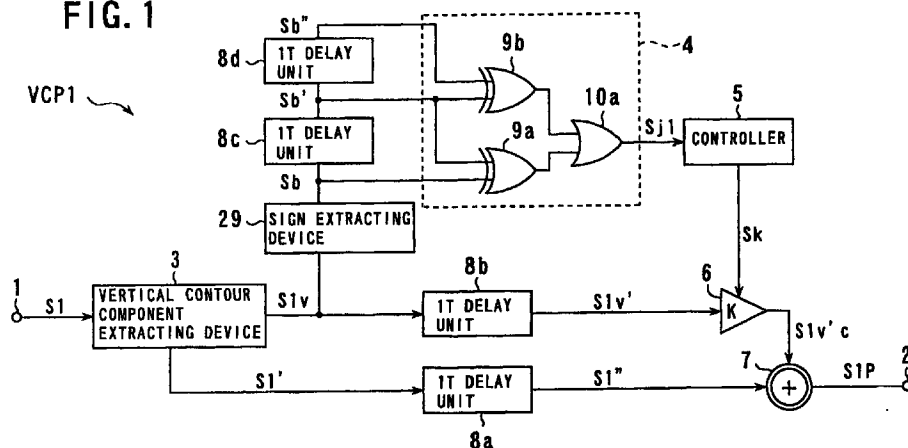 FIG. 1
VCP1
Sb"
8d
1T DELAY
UNIT
Sb'
8c
1T DELAY
UNIT
Sb
29
SIGN EXTRACTING
DEVICE
9b
9a
10a
4
Sj1
5
CONTROLLER
Sk
1
S1
3
VERTICAL CONTOUR
COMPONENT
EXTRACTING DEVICE
S1v
8b
1T DELAY
UNIT
S1v'
6
K
S1v'c
S1'
1T DELAY
UNIT
8a
S1"
7
+
S1P
2